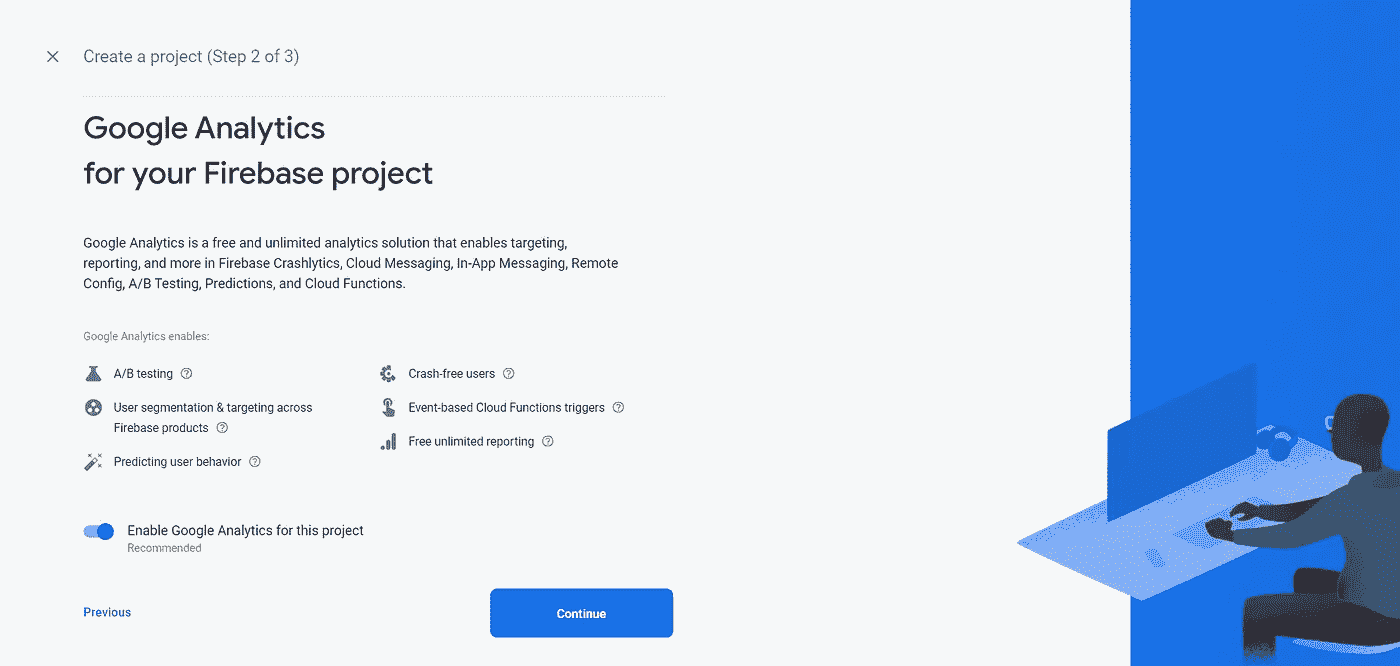 Create a project (Step 2 of 3)
Google Analytics
for your Firebase project
Google Analytics is a free and unlimited analytics solution that enables targeting,
reporting, and more in Firebase Crashlytics, Cloud Messaging, In-App Messaging, Remote
Config, A/B Testing, Predictions, and Cloud Functions.
Google Analytics enables:
A/B testing
User segmentation & targeting across
Firebase products
Predicting user behavior
Crash-free users
Event-based Cloud Functions triggers
Free unlimited reporting
Enable Google Analytics for this project
Recommended
Previous
Continue